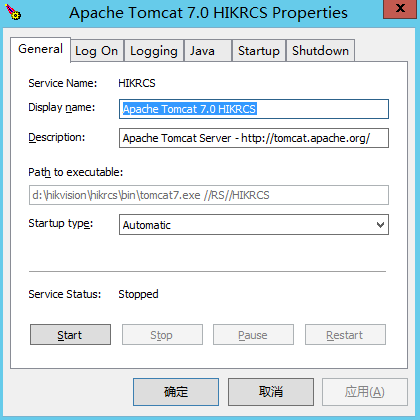 Apache Tomcat 7.0 HIKRCS Properties
General Log On Logging Java Startup Shutdown
Service Name: HIKRCS
Display name: Apache Tomcat 7.0 HIKRCS
Description: Apache Tomcat Server - http://tomcat.apache.org/
Path to executable:
d:\hikvision\hikrcs\bin\tomcat7.exe //RS//HIKRCS
Startup type: Automatic
Service Status: Stopped
Start Stop Pause Restart
确定 取消 应用(A)